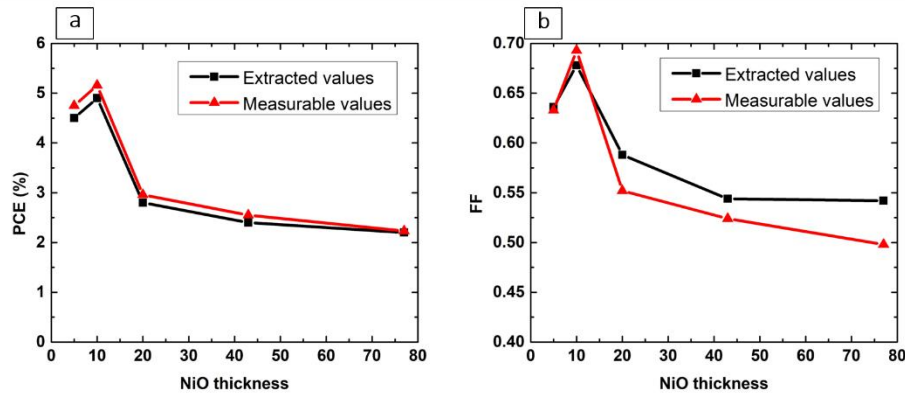 a
6
5
4
3
2
1
0
PCE (%)
Extracted values
Measurable values
0 10 20 30 40 50 60 70 80
NiO thickness
b
0.70
0.65
0.60
0.55
0.50
0.45
0.40
FF
Extracted values
Measurable values
0 10 20 30 40 50 60 70 80
NiO thickness